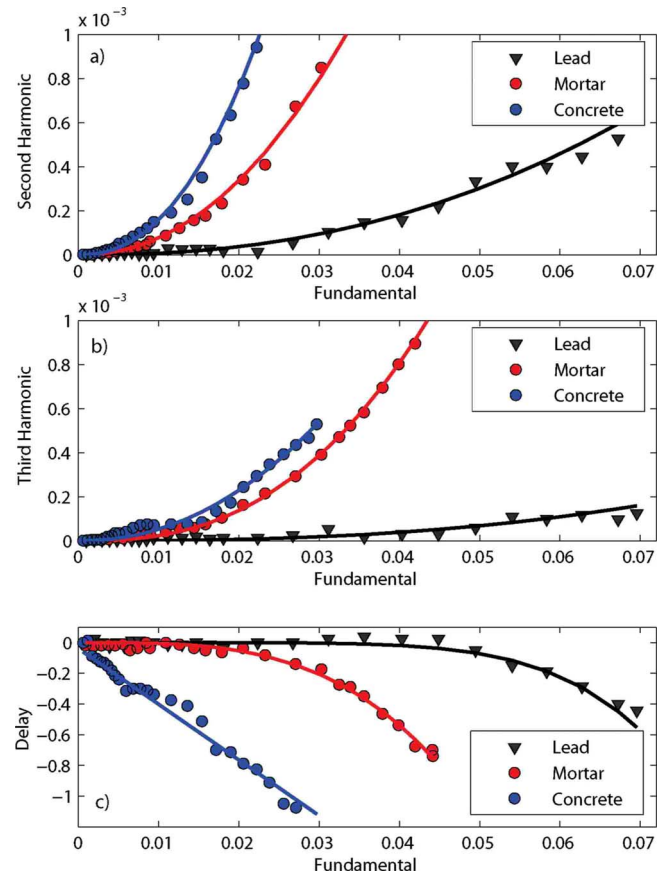 x 10⁻³
1
0.8
0.6
0.4
0.2
0
Second Harmonic
a)
Lead
Mortar
Concrete
0.01 0.02 0.03 0.04 0.05 0.06 0.07
Fundamental
x 10⁻³
1
0.8
0.6
0.4
0.2
0
Third Harmonic
b)
Lead
Mortar
Concrete
0 0.01 0.02 0.03 0.04 0.05 0.06 0.07
Fundamental
0
−0.2
−0.4
−0.6
−0.8
−1
Delay
c)
Lead
Mortar
Concrete
0 0.01 0.02 0.03 0.04 0.05 0.06 0.07
Fundamental